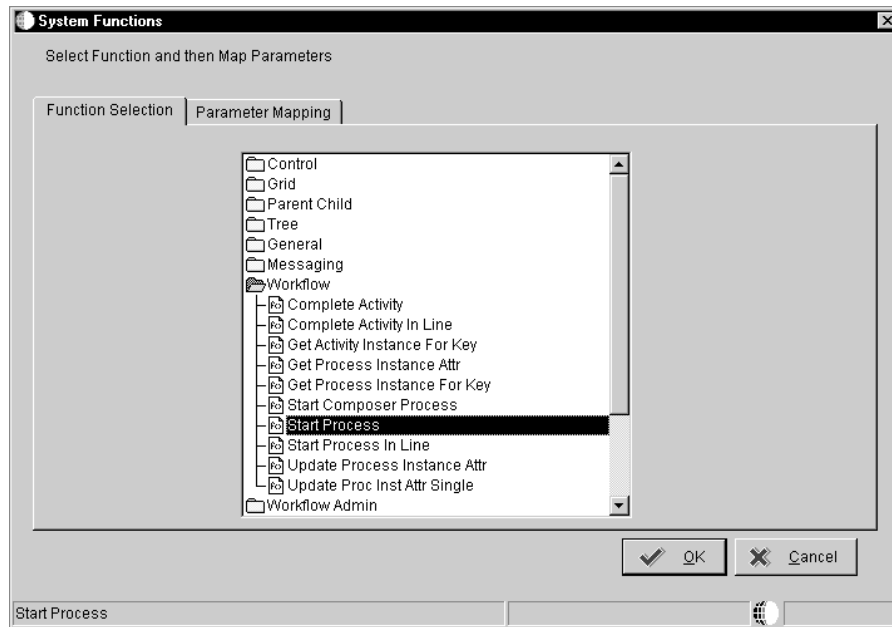 System Functions
Select Function and then Map Parameters
Function Selection
Parameter Mapping
Control
Grid
Parent Child
Tree
General
Messaging
Workflow
Complete Activity
Complete Activity In Line
Get Activity Instance For Key
Get Process Instance Attr
Get Process Instance For Key
Start Composer Process
Start Process
Start Process In Line
Update Process Instance Attr
Update Proc Inst Attr Single
Workflow Admin
OK
Cancel
Start Process